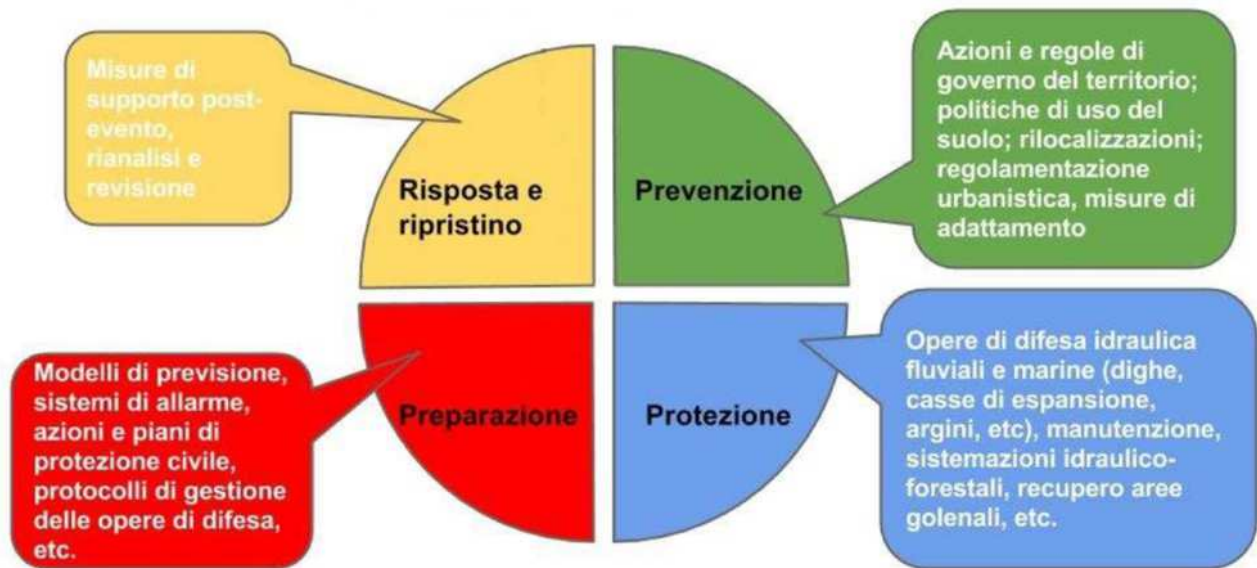 Misure di
supporto post-
evento,
rianalisi e
revisione
Risposta e
ripristino
Prevenzione
Azioni e regole di
governo del territorio;
politiche di uso del
suolo; rilocalizzazioni;
regolamentazione
urbanistica, misure di
adattamento
Modelli di previsione,
sistemi di allarme,
azioni e piani di
protezione civile,
protocolli di gestione
delle opere di difesa,
etc.
Preparazione
Protezione
Opere di difesa idraulica
fluviali e marine (dighe,
casse di espansione,
argini, etc), manutenzione,
sistemazioni idraulico-
forestali, recupero aree
golenali, etc.